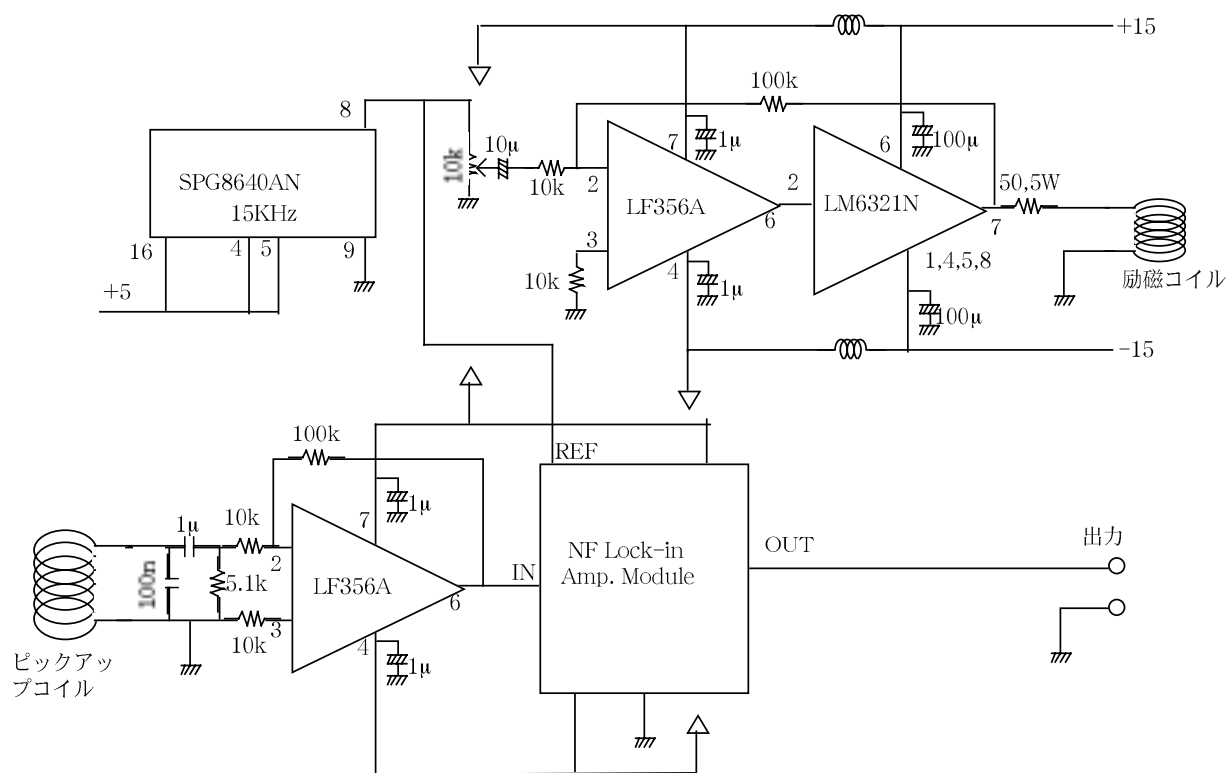 +15
100k
8
7
1μ
6
100μ
10k
10μ
10k
2
SPG8640AN
15KHz
LF356A
6
2
LM6321N
50,5W
7
3
16
4
5
9
10k
4
1μ
1,4,5,8
100μ
励磁コイル
+5
-15
100k
REF
1μ
7
1μ
10k
2
100n
5.1k
LF356A
6
IN
NF Lock-in
Amp. Module
OUT
出力
10k
3
4
1μ
ピックアッ
プコイル